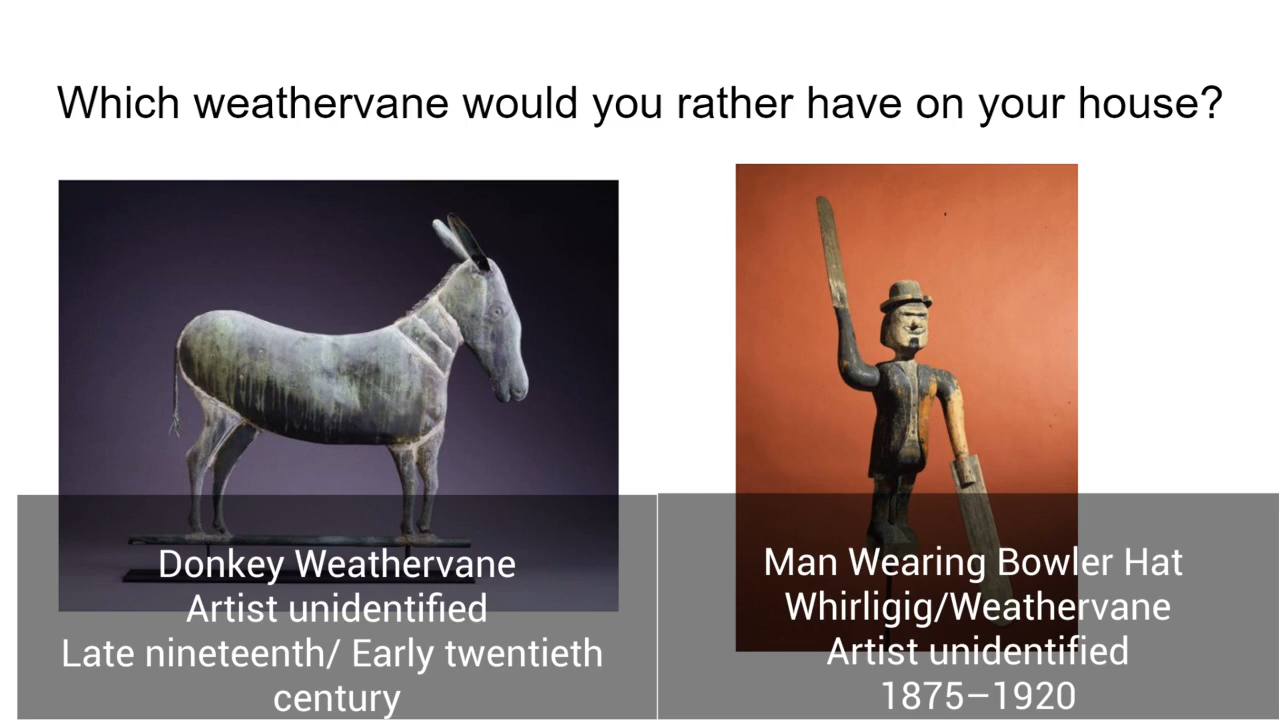 Which weathervane would you rather have on your house?
Donkey Weathervane
Artist unidentified
Late nineteenth/ Early twentieth
century
Man Wearing Bowler Hat
Whirligig/Weathervane
Artist unidentified
1875–1920